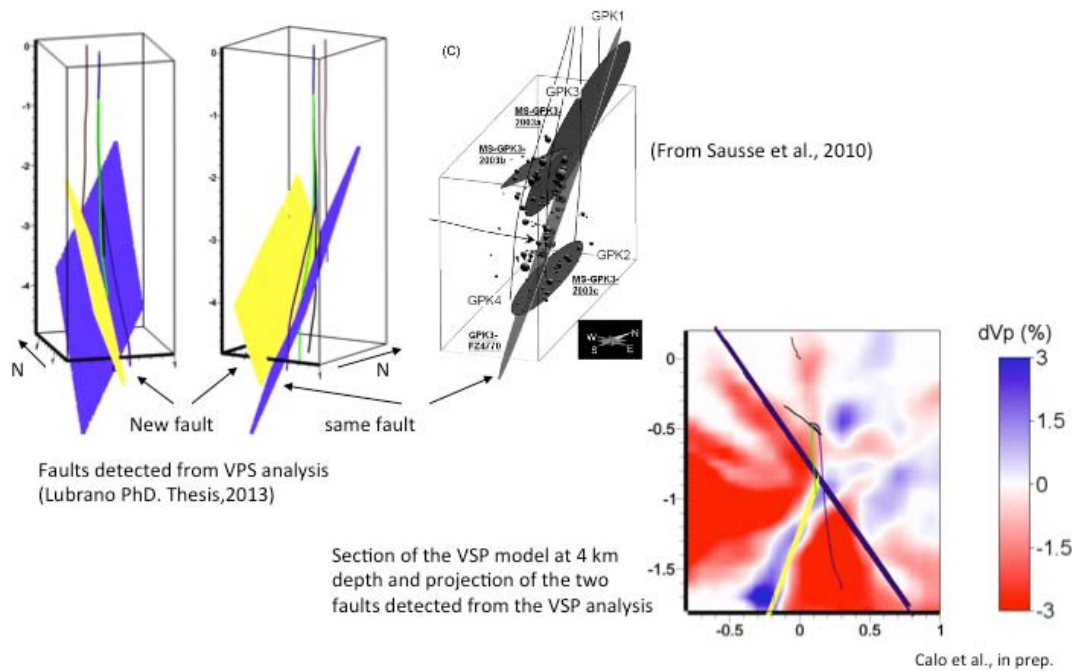 0
-1
-2
-3
-4
N
0
-1
-2
-3
-4
N
(C)
GPK1
GPK3
MS-GPK3-
2003a
MS-GPK3-
2003b
GPK2
MS-GPK3-
2003c
GPK4
GPK3-
FZ4770
W N
S E
(From Sausse et al., 2010)
New fault
same fault
Faults detected from VPS analysis
(Lubrano PhD. Thesis,2013)
Section of the VSP model at 4 km
depth and projection of the two
faults detected from the VSP analysis
0
-0.5
-1
-1.5
-0.5 0 0.5 1
dVp (%)
3
1.5
0
-1.5
-3
Calo et al., in prep.